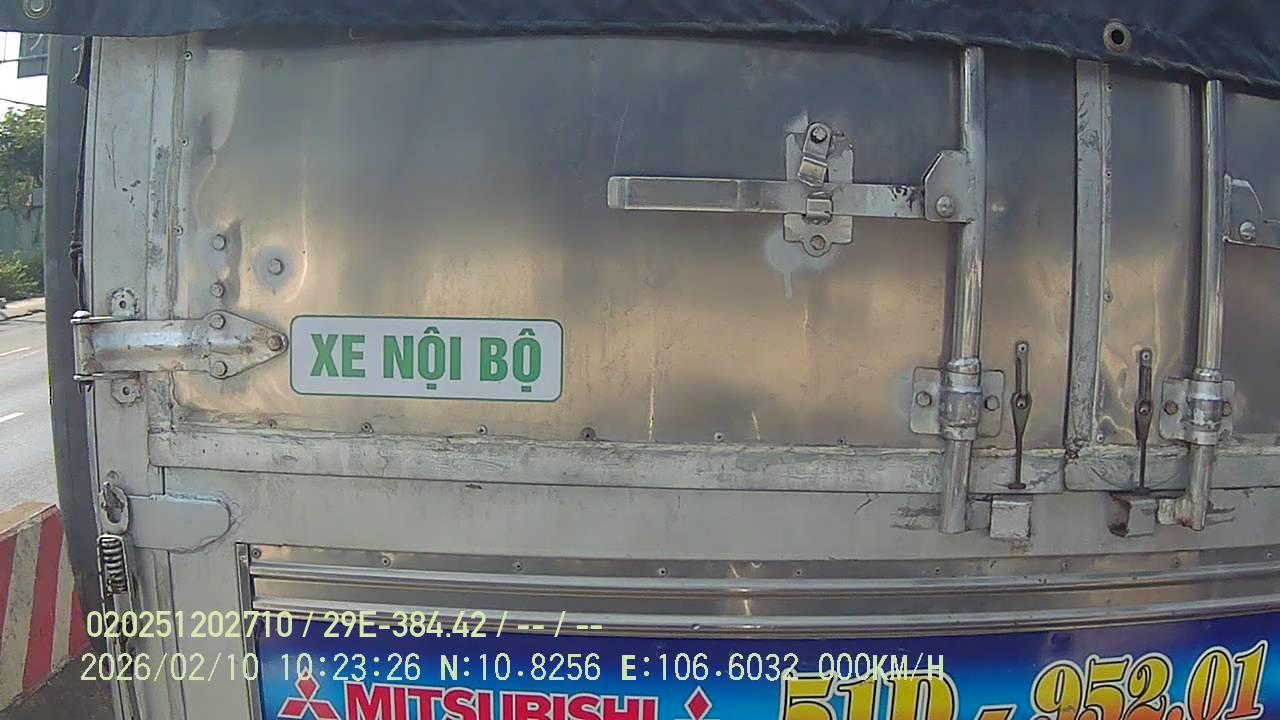 XE NỘI BỘ
020251202710 / 29E-384.42 / -- / --
2026/02/10 10:23:26 N:10.8256 E:106.6032 000KM/H
MITSUBISHI 51D - 952.01